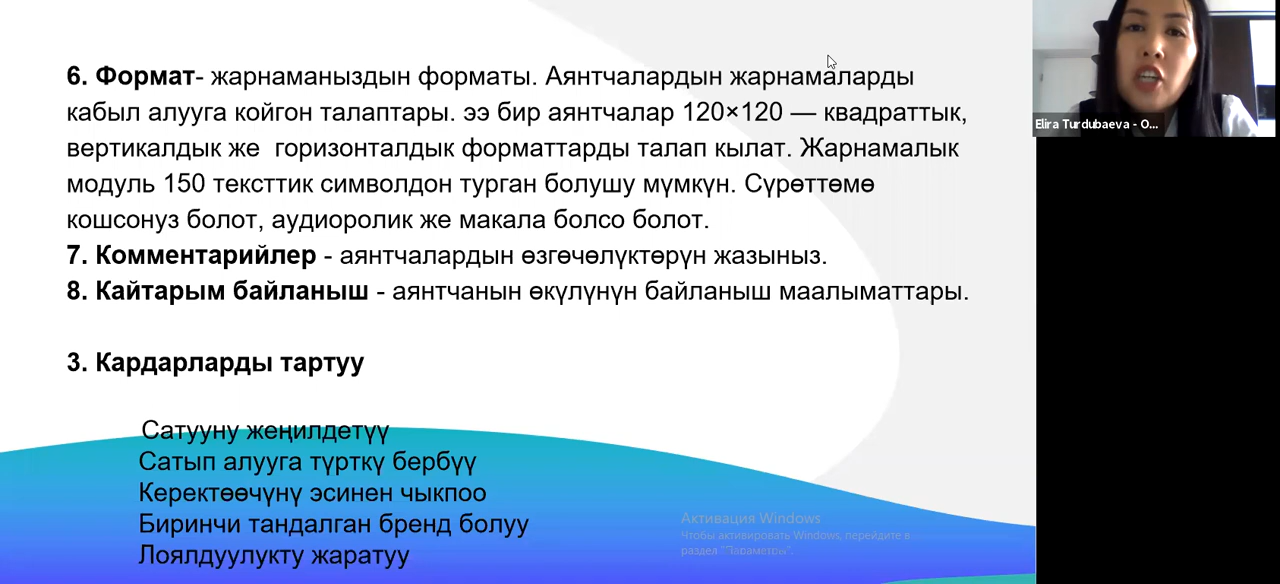 6. Формат- жарнаманыздын форматы. Аянтчалардын жарнамаларды
кабыл алууга койгон талаптары. ээ бир аянтчалар 120×120 — квадраттык,
вертикалдык же  горизонталдык форматтарды талап кылат. Жарнамалык
модуль 150 тексттик символдон турган болушу мүмкүн. Сүрөттөмө
кошсонуз болот, аудиоролик же макала болсо болот.
7. Комментарийлер - аянтчалардын өзгөчөлүктөрүн жазыныз.
8. Кайтарым байланыш - аянтчанын өкүлүнүн байланыш маалыматтары.
3. Кардарларды тартуу
Сатууну жеңилдетүү
Сатып алууга түрткү бербүү
Керектөөчүнү эсинен чыкпоо
Биринчи тандалган бренд болуу
Лоялдуулукту жаратуу
Активация Windows
Чтобы активировать Windows, перейдите в
раздел "Параметры".
Elira Turdubaeva - O...